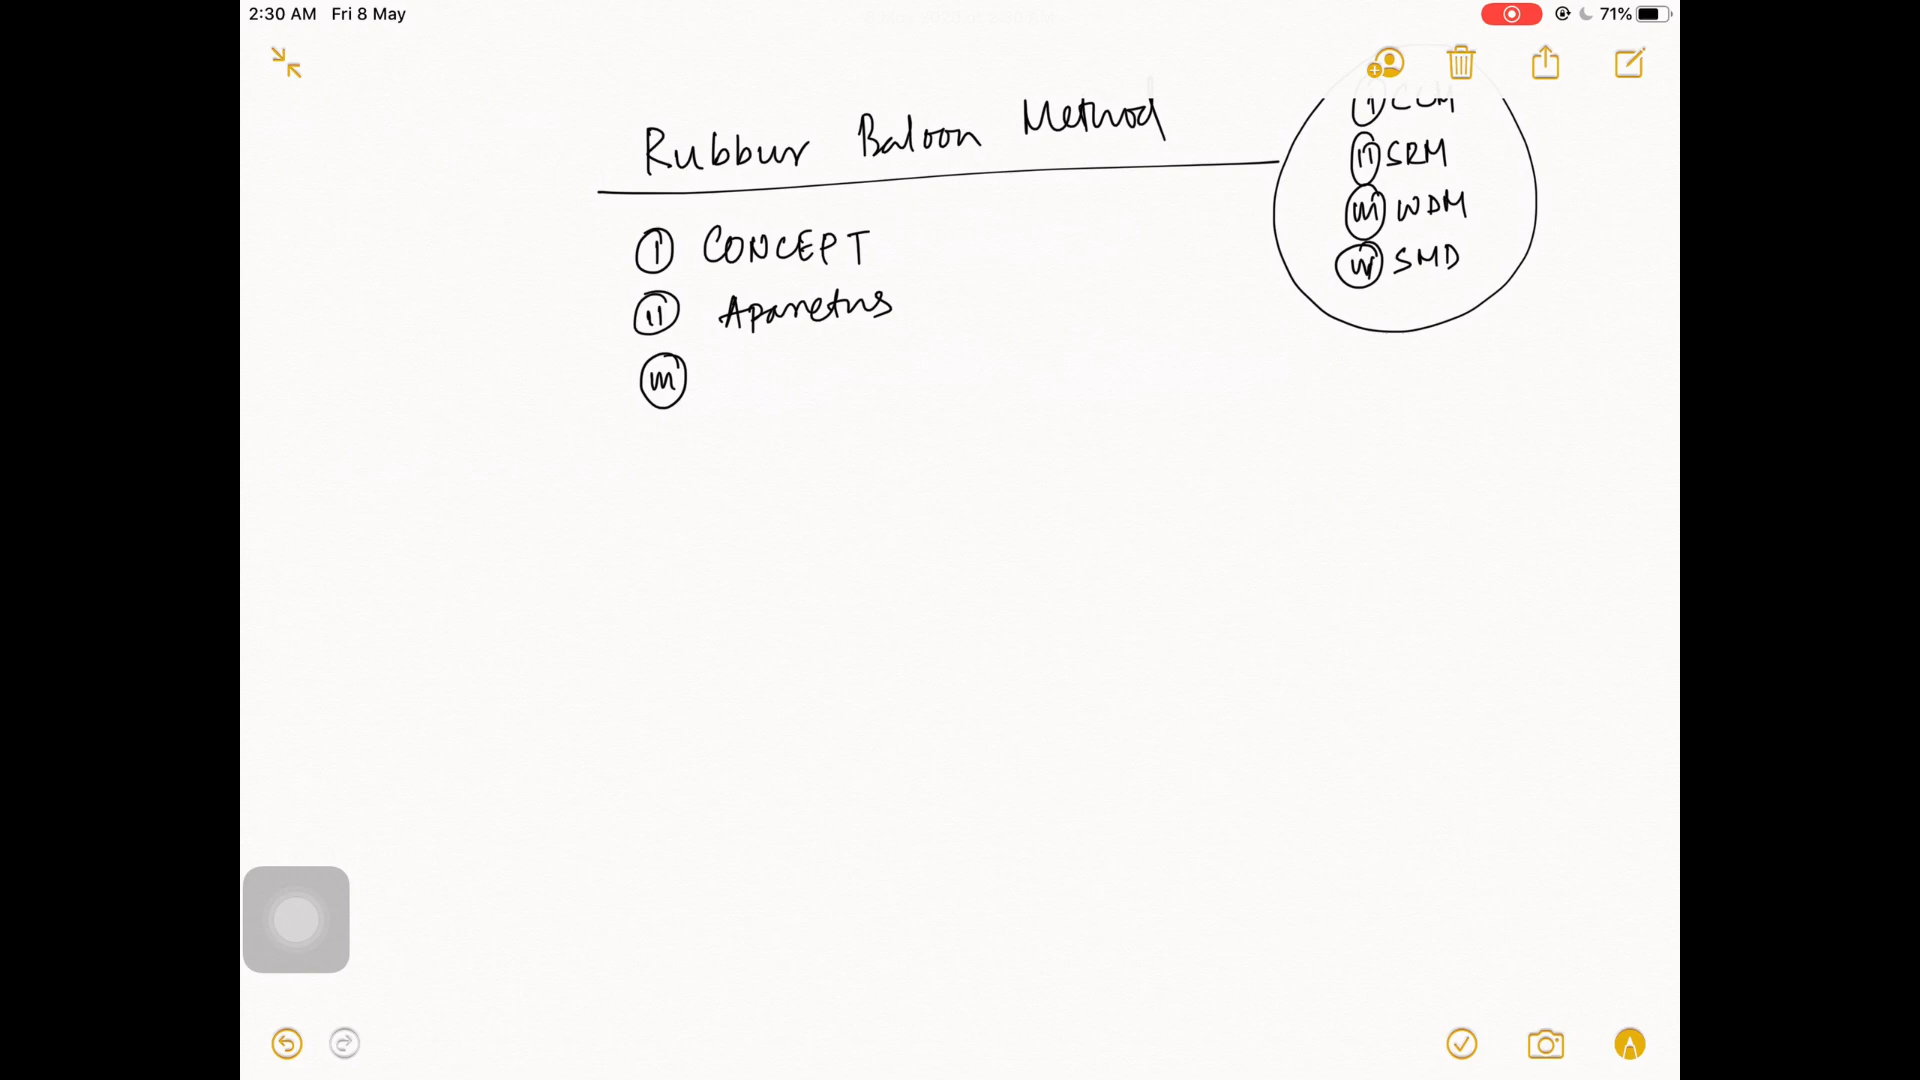 2:30 AM Fri 8 May 71%
Rubbur Baloon Method
(i) CCM
(ii) SRM
(iii) WDM
(iv) SMD
(i) CONCEPT
(ii) Aparetus
(iii)